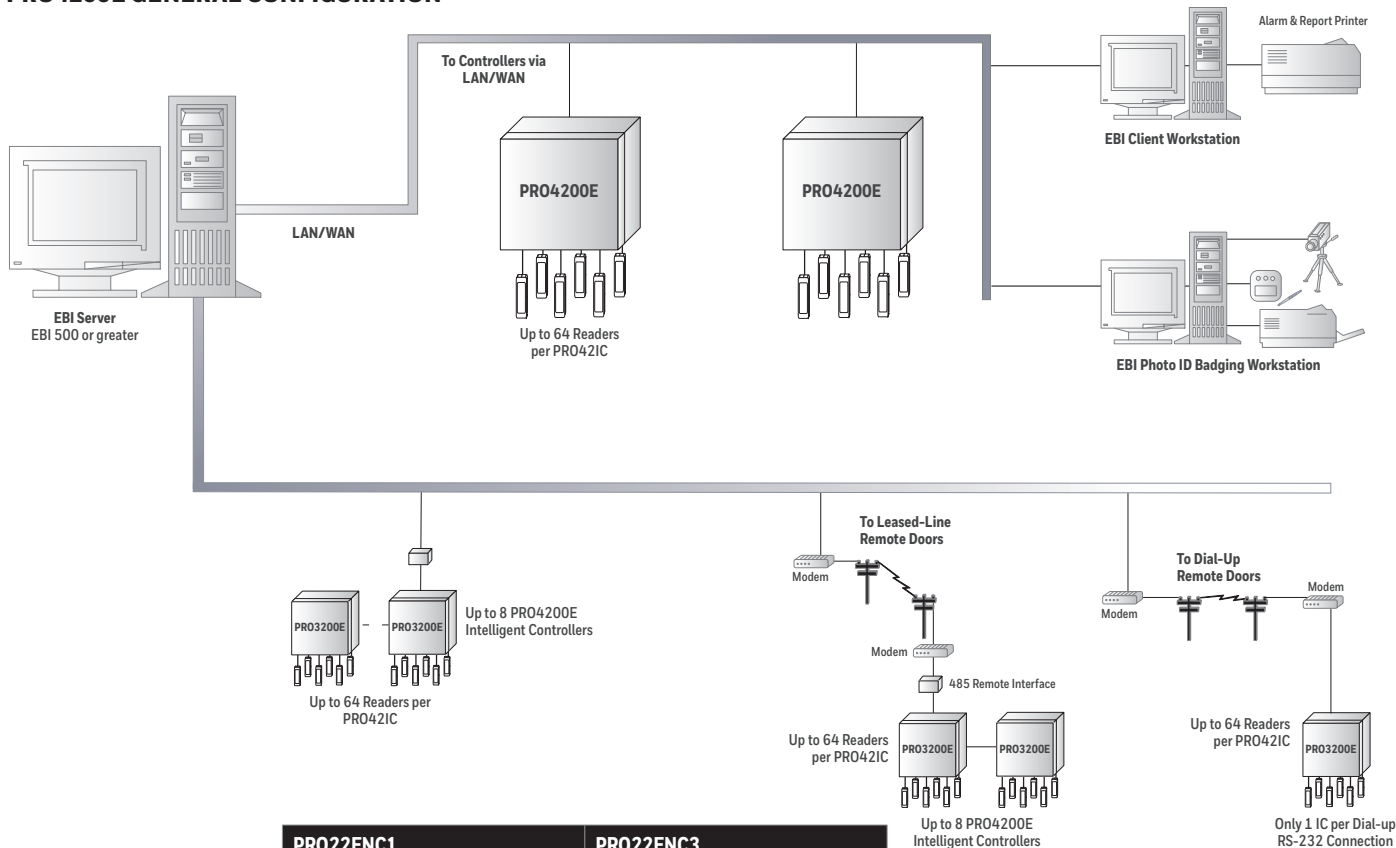 Alarm & Report Printer
To Controllers via
LAN/WAN
PRO4200E
PRO4200E
EBI Client Workstation
LAN/WAN
EBI Server
EBI 500 or greater
Up to 64 Readers
per PRO42IC
EBI Photo ID Badging Workstation
To Leased-Line
Remote Doors
Modem
To Dial-Up
Remote Doors
Modem
Modem
PRO3200E
PRO3200E
Up to 8 PRO4200E
Intelligent Controllers
Up to 64 Readers per
PRO42IC
Modem
485 Remote Interface
Up to 64 Readers
per PRO42IC
PRO3200E
PRO3200E
Up to 8 PRO4200E
Intelligent Controllers
Up to 64 Readers
per PRO42IC
PRO3200E
Only 1 IC per Dial-up
RS-232 Connection
PRO22ENC1
PRO22ENC3